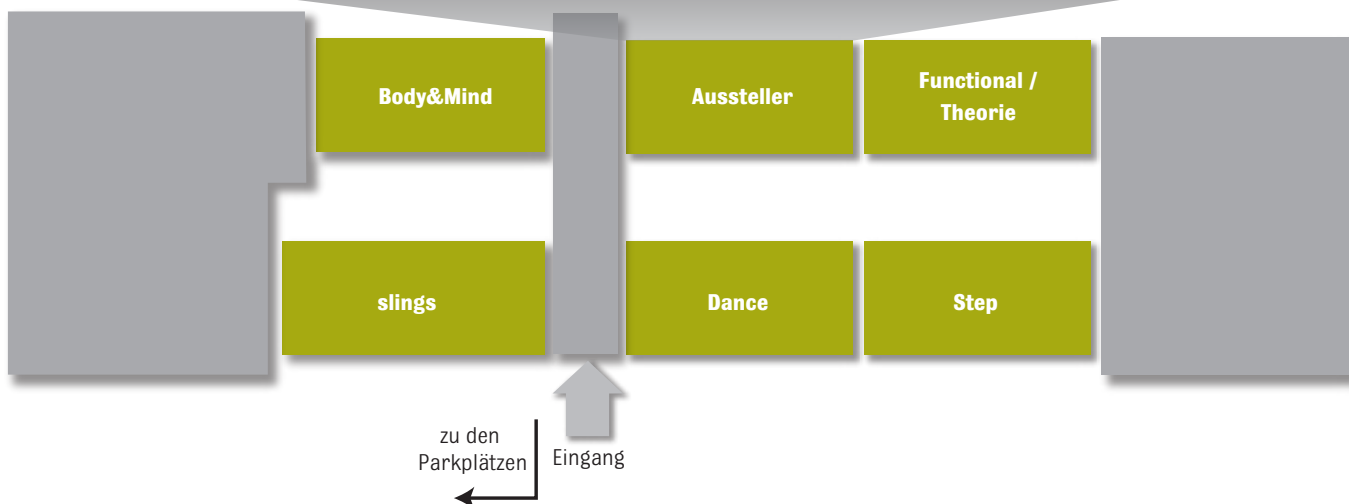 Body&Mind
Aussteller
Functional /
Theorie
slings
Dance
Step
zu den
Parkplätzen
Eingang